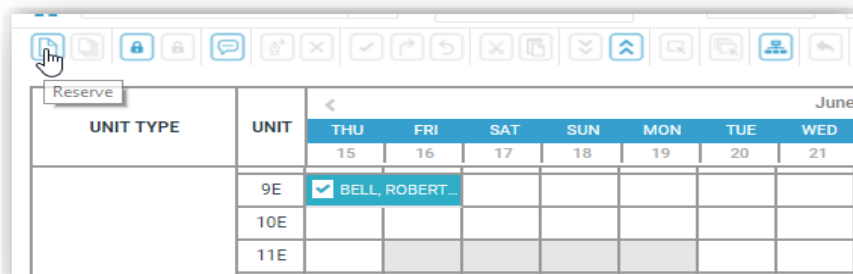 Reserve
< June
UNIT TYPE UNIT THU FRI SAT SUN MON TUE WED
15 16 17 18 19 20 21
9E BELL, ROBERT...
10E
11E